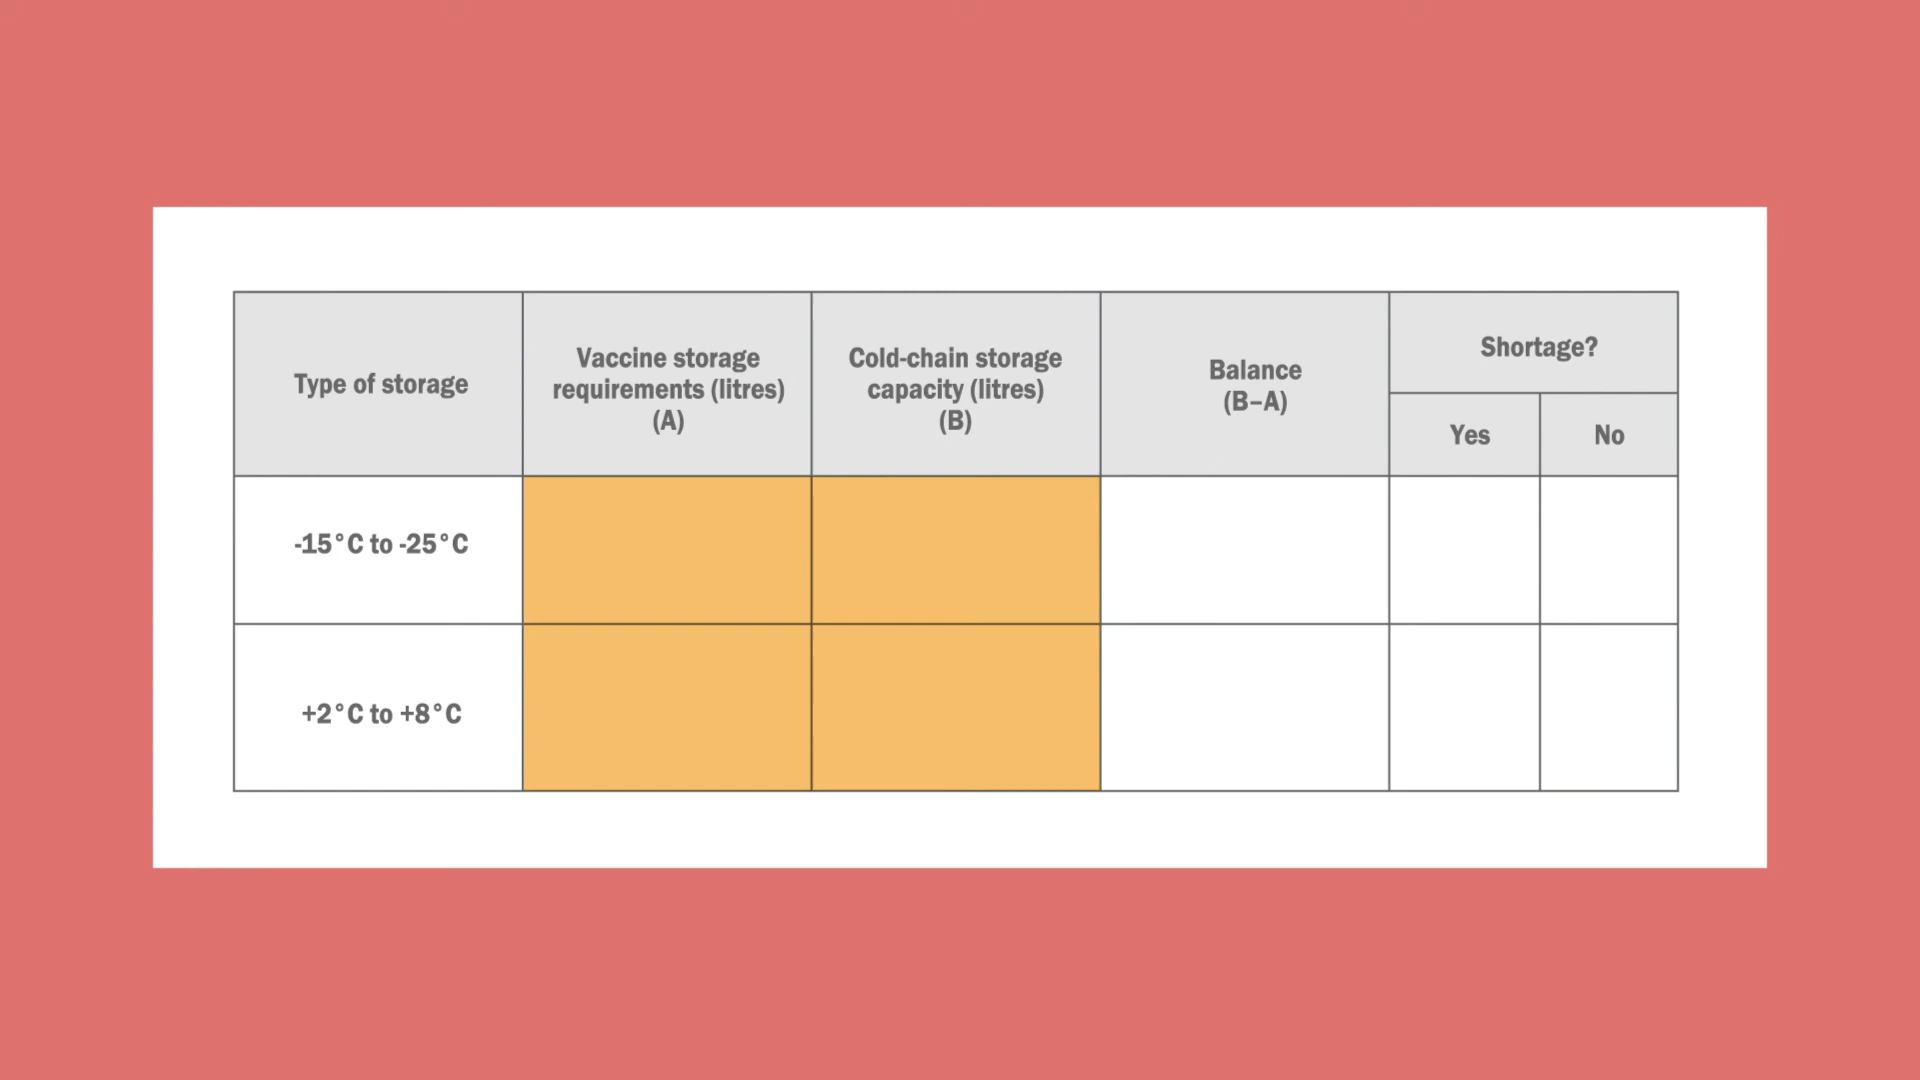 Type of storage
Vaccine storage
requirements (litres)
(A)
Cold-chain storage
capacity (litres)
(B)
Balance
(B–A)
Shortage?
Yes
No
-15°C to -25°C
+2°C to +8°C